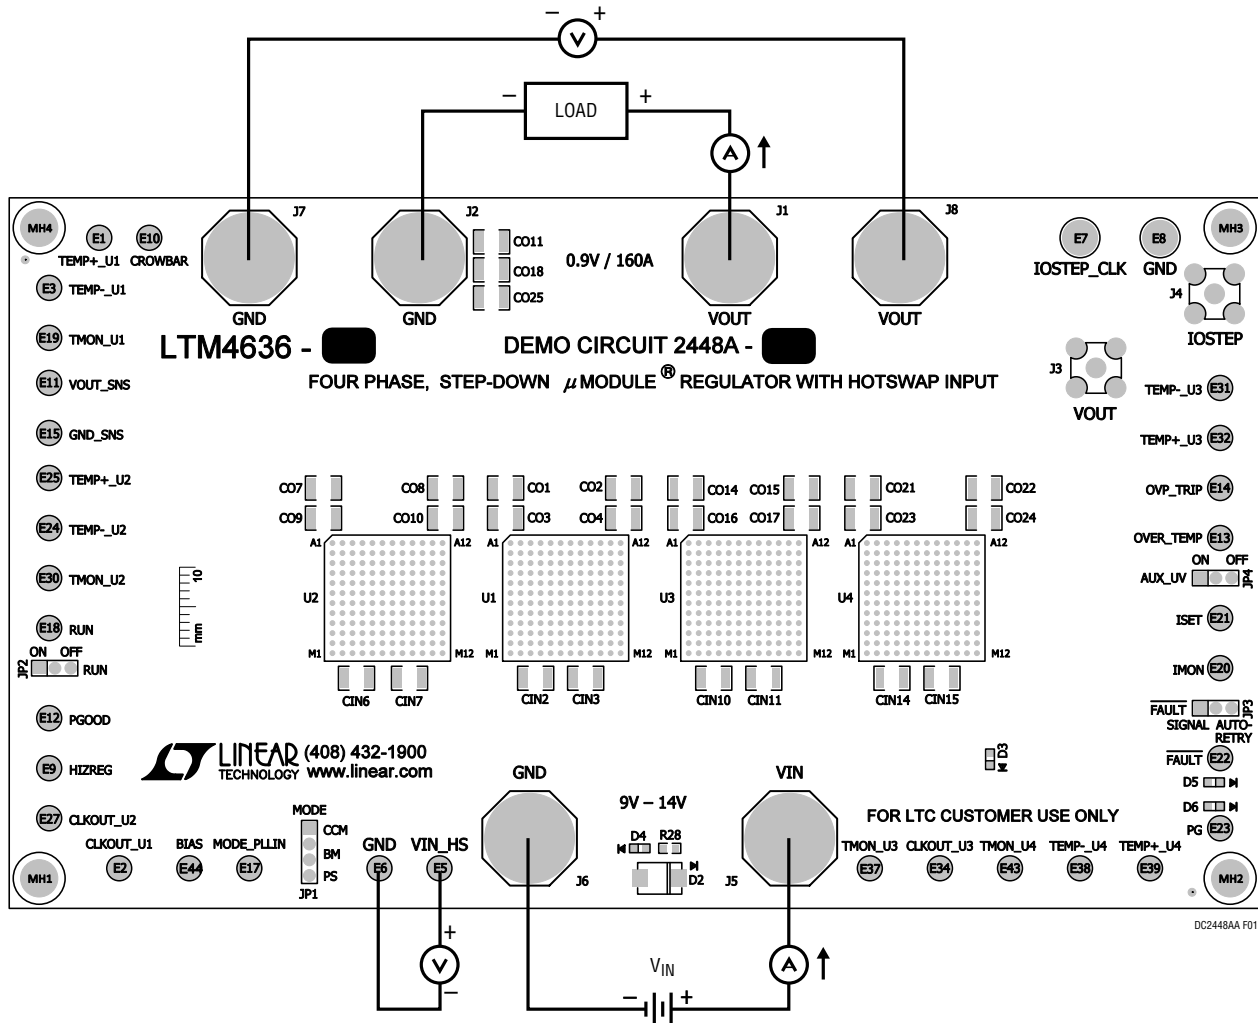 − +
V
− LOAD +
A
MH4 E1 E10 J7 J2 J1 J8 E7 E8 MH3
TEMP+_U1 CROWBAR
CO11
CO18 0.9V / 160A
CO25
IOSTEP_CLK GND
J4
IOSTEP
E3 TEMP-_U1
GND GND VOUT VOUT
E19 TMON_U1
LTM4636 - DEMO CIRCUIT 2448A -
FOUR PHASE, STEP-DOWN µMODULE ® REGULATOR WITH HOTSWAP INPUT
J3
VOUT
E11 VOUT_SNS
TEMP-_U3 E31
E15 GND_SNS
TEMP+_U3 E32
E25 TEMP+_U2
OVP_TRIP E14
CO7 CO8 CO1 CO2 CO14 CO15 CO21 CO22
CO9 CO10 CO3 CO4 CO16 CO17 CO23 CO24
E24 TEMP-_U2
OVER_TEMP E13
A1 A12 A1 A12 A1 A12 A1 A12
ON OFF
AUX_UV JP4
E30 TMON_U2
10
mm
U2 U1 U3 U4
ISET E21
E18 RUN
ON OFF
JP2 RUN
M1 M12 M1 M12 M1 M12 M1 M12
IMON E20
CIN6 CIN7 CIN2 CIN3 CIN10 CIN11 CIN14 CIN15
FAULT JP3
SIGNAL AUTO-
RETRY
E12 PGOOD
FAULT E22
LINEAR (408) 432-1900
TECHNOLOGY www.linear.com
D3
E9 HIZREG
GND VIN
D5
9V – 14V
D6
FOR LTC CUSTOMER USE ONLY
PG E23
E27 CLKOUT_U2
MODE
CCM
BM
PS
JP1
CLKOUT_U1 BIAS MODE_PLLIN GND VIN_HS
E2 E44 E17 E6 E5
D4 R28
D2
J6 J5
TMON_U3 CLKOUT_U3 TMON_U4 TEMP-_U4 TEMP+_U4
E37 E34 E43 E38 E39
MH1 MH2
DC2448AA F01
+
V
−
VIN
− +
A